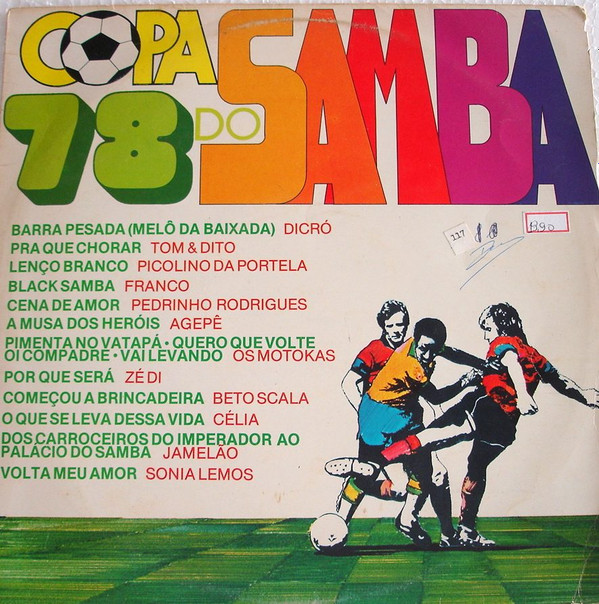 COPA
78 DO SAMBA
BARRA PESADA (MELÔ DA BAIXADA) DICRÓ
PRA QUE CHORAR TOM & DITO
LENÇO BRANCO PICOLINO DA PORTELA
BLACK SAMBA FRANCO
CENA DE AMOR PEDRINHO RODRIGUES
A MUSA DOS HERÓIS AGEPÊ
PIMENTA NO VATAPÁ • QUERO QUE VOLTE
OI COMPADRE • VAI LEVANDO OS MOTOKAS
POR QUE SERÁ ZÉ DI
COMEÇOU A BRINCADEIRA BETO SCALA
O QUE SE LEVA DESSA VIDA CÉLIA
DOS CARROCEIROS DO IMPERADOR AO
PALÁCIO DO SAMBA JAMELÃO
VOLTA MEU AMOR SONIA LEMOS
117